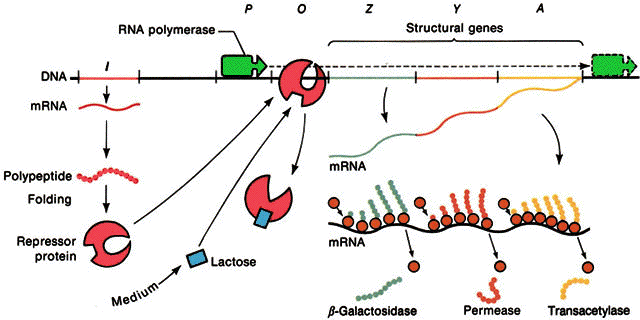 P O Z Y A
RNA polymerase
Structural genes
I
DNA
mRNA
mRNA
Polypeptide
Folding
mRNA
Repressor
protein
Lactose
Medium
β-Galactosidase Permease Transacetylase